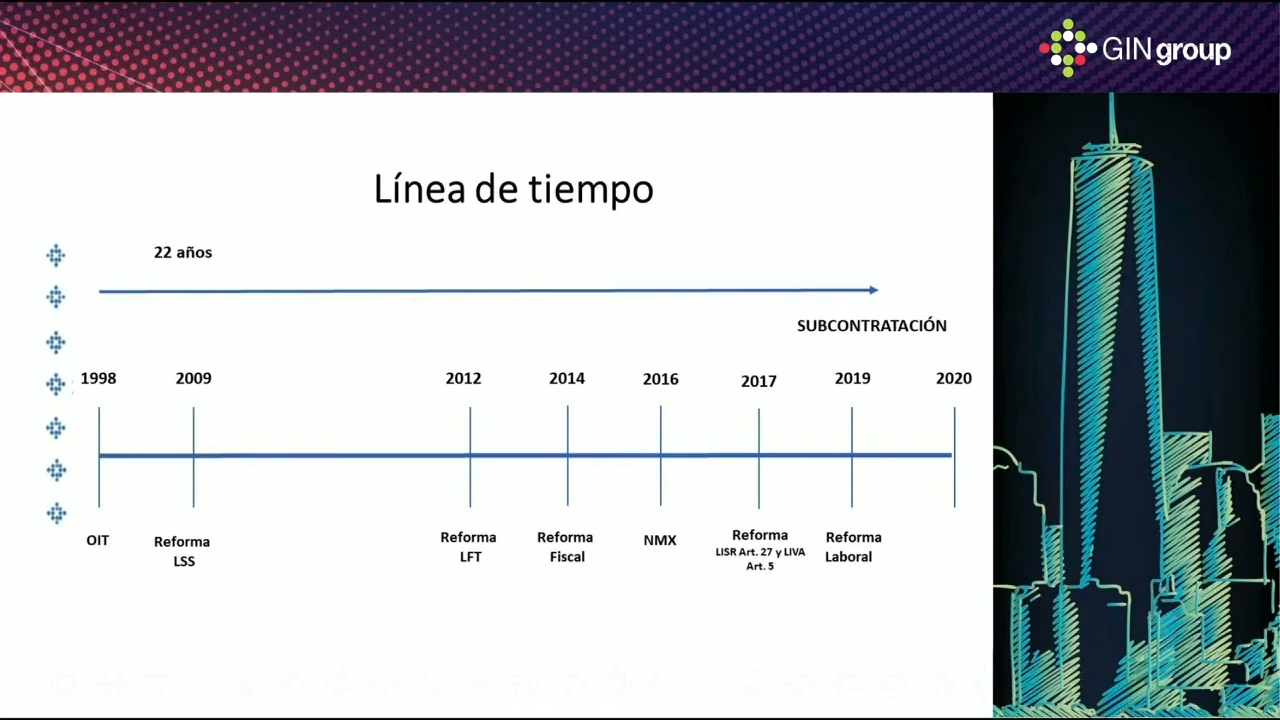 GINgroup
Línea de tiempo
22 años
SUBCONTRATACIÓN
1998 2009 2012 2014 2016 2017 2019 2020
OIT
Reforma
LSS
Reforma
LFT
Reforma
Fiscal
NMX
Reforma
LISR Art. 27 y LIVA
Art. 5
Reforma
Laboral